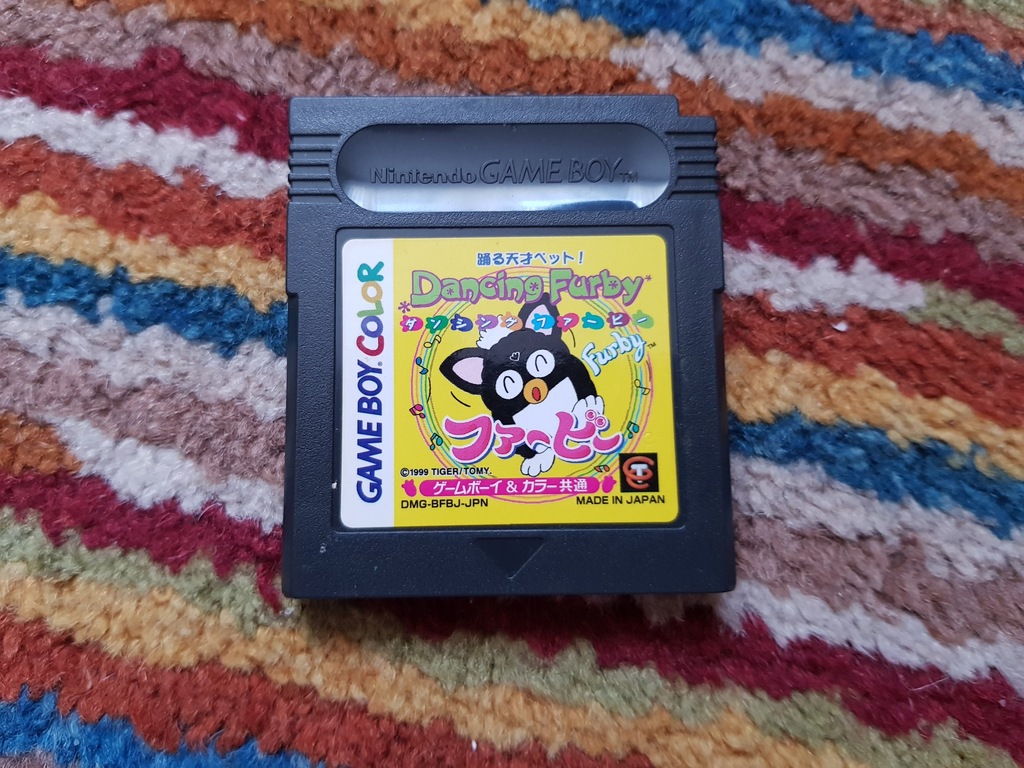 Nintendo GAME BOY TM
GAME BOY COLOR
踊る天才ペット!
Dancing Furby
ダンシングファービー
Furby TM
ファービー
©1999 TIGER/TOMY.
ゲームボーイ & カラー共通
DMG-BFBJ-JPN
MADE IN JAPAN